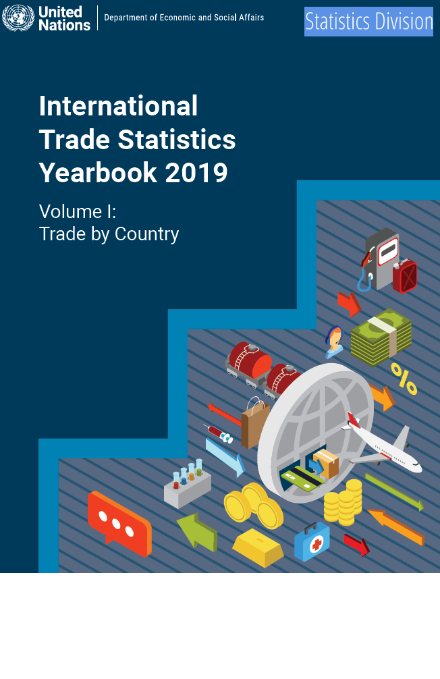 United
Nations
Department of Economic and Social Affairs
Statistics Division
International
Trade Statistics
Yearbook 2019
Volume I:
Trade by Country
%